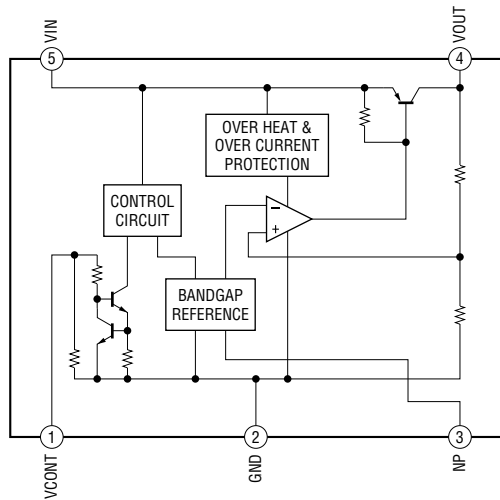 VIN
VOUT
5
4
OVER HEAT &
OVER CURRENT
PROTECTION
CONTROL
CIRCUIT
−
+
BANDGAP
REFERENCE
1
2
3
VCONT
GND
NP